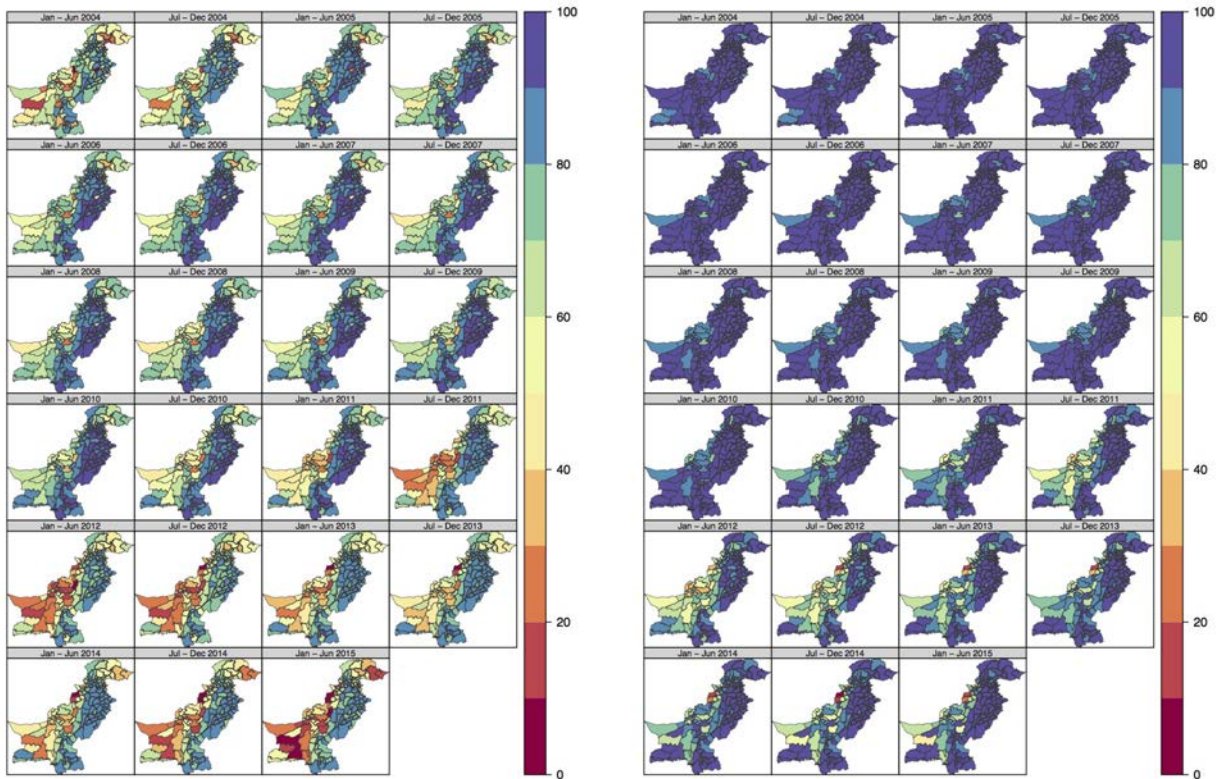 Jan – Jun 2004 Jul – Dec 2004 Jan – Jun 2005 Jul – Dec 2005
Jan – Jun 2006 Jul – Dec 2006 Jan – Jun 2007 Jul – Dec 2007
Jan – Jun 2008 Jul – Dec 2008 Jan – Jun 2009 Jul – Dec 2009
Jan – Jun 2010 Jul – Dec 2010 Jan – Jun 2011 Jul – Dec 2011
Jan – Jun 2012 Jul – Dec 2012 Jan – Jun 2013 Jul – Dec 2013
Jan – Jun 2014 Jul – Dec 2014 Jan – Jun 2015
100
80
60
40
20
0
Jan – Jun 2004 Jul – Dec 2004 Jan – Jun 2005 Jul – Dec 2005
Jan – Jun 2006 Jul – Dec 2006 Jan – Jun 2007 Jul – Dec 2007
Jan – Jun 2008 Jul – Dec 2008 Jan – Jun 2009 Jul – Dec 2009
Jan – Jun 2010 Jul – Dec 2010 Jan – Jun 2011 Jul – Dec 2011
Jan – Jun 2012 Jul – Dec 2012 Jan – Jun 2013 Jul – Dec 2013
Jan – Jun 2014 Jul – Dec 2014 Jan – Jun 2015
100
80
60
40
20
0